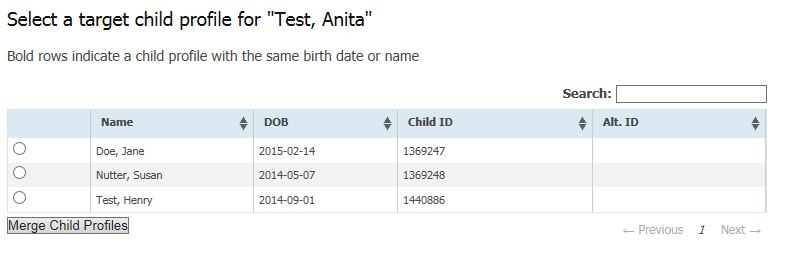 Select a target child profile for "Test, Anita"
Bold rows indicate a child profile with the same birth date or name
Search:
Name DOB Child ID Alt. ID
Doe, Jane 2015-02-14 1369247
Nutter, Susan 2014-05-07 1369248
Test, Henry 2014-09-01 1440886
Merge Child Profiles ← Previous 1 Next →